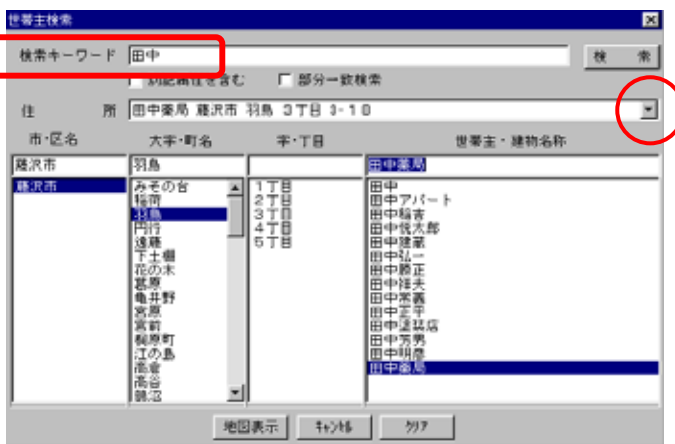 世帯主検索
検索キーワード 田中 検 索
別記属性を含む 部分一致検索
住 所 田中薬局 藤沢市 羽鳥 3丁目 3-10
市・区名 大字・町名 字・丁目 世帯主・建物名称
藤沢市 羽鳥 田中薬局
藤沢市 みその台 1丁目 田中
稲荷 2丁目 田中アパート
羽鳥 3丁目 田中稲吉
円行 4丁目 田中悦太郎
遠藤 5丁目 田中建蔵
下土棚 田中弘一
花の木 田中勝正
葛原 田中祥夫
亀井野 田中常義
宮原 田中正平
宮前 田中塗装店
桐原町 田中芳男
江の島 田中明彦
高倉 田中薬局
高谷
鵠沼
地図表示 キャンセル クリア